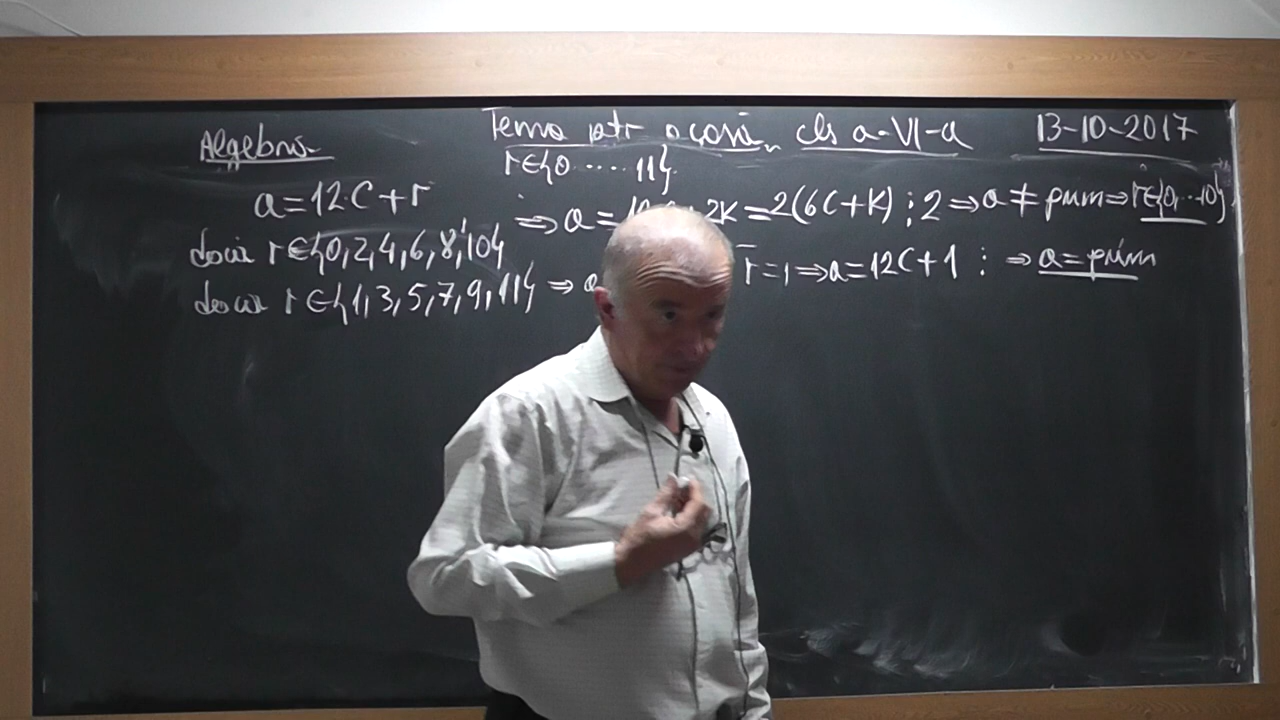 Algebra. Tema ptr acasă, cls a-VI-a 13-10-2017
r∈{0.....11}.
a=12·C+r
dacă r∈{0,2,4,6,8,10} ⇒ a= 2K=2(6C+K) ⋮ 2 ⇒ a≠prim ⇒ r∈{0,..10}
dacă r∈{1,3,5,7,9,11} ⇒ a r=1 ⇒ a=12C+1 ⋮ ⇒ a=prim